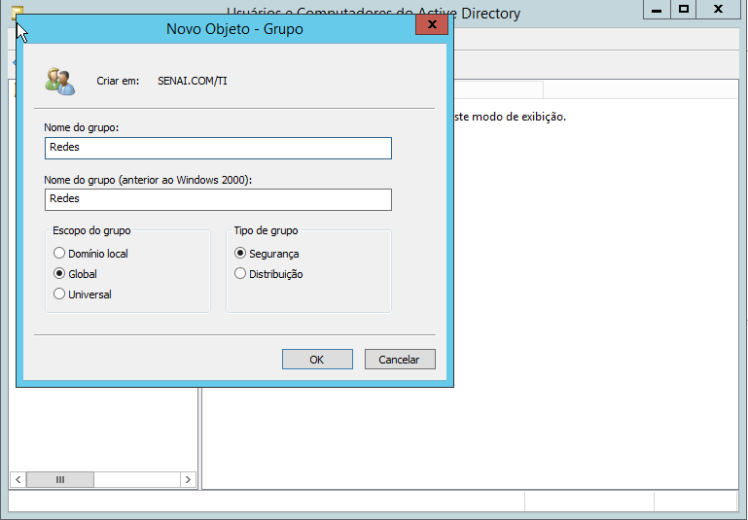 Usuários e Computadores do Active Directory
Novo Objeto - Grupo
x
x
Criar em: SENAI.COM/TI
ste modo de exibição.
Nome do grupo:
Redes
Nome do grupo (anterior ao Windows 2000):
Redes
Escopo do grupo
Domínio local
Global
Universal
Tipo de grupo
Segurança
Distribuição
OK
Cancelar